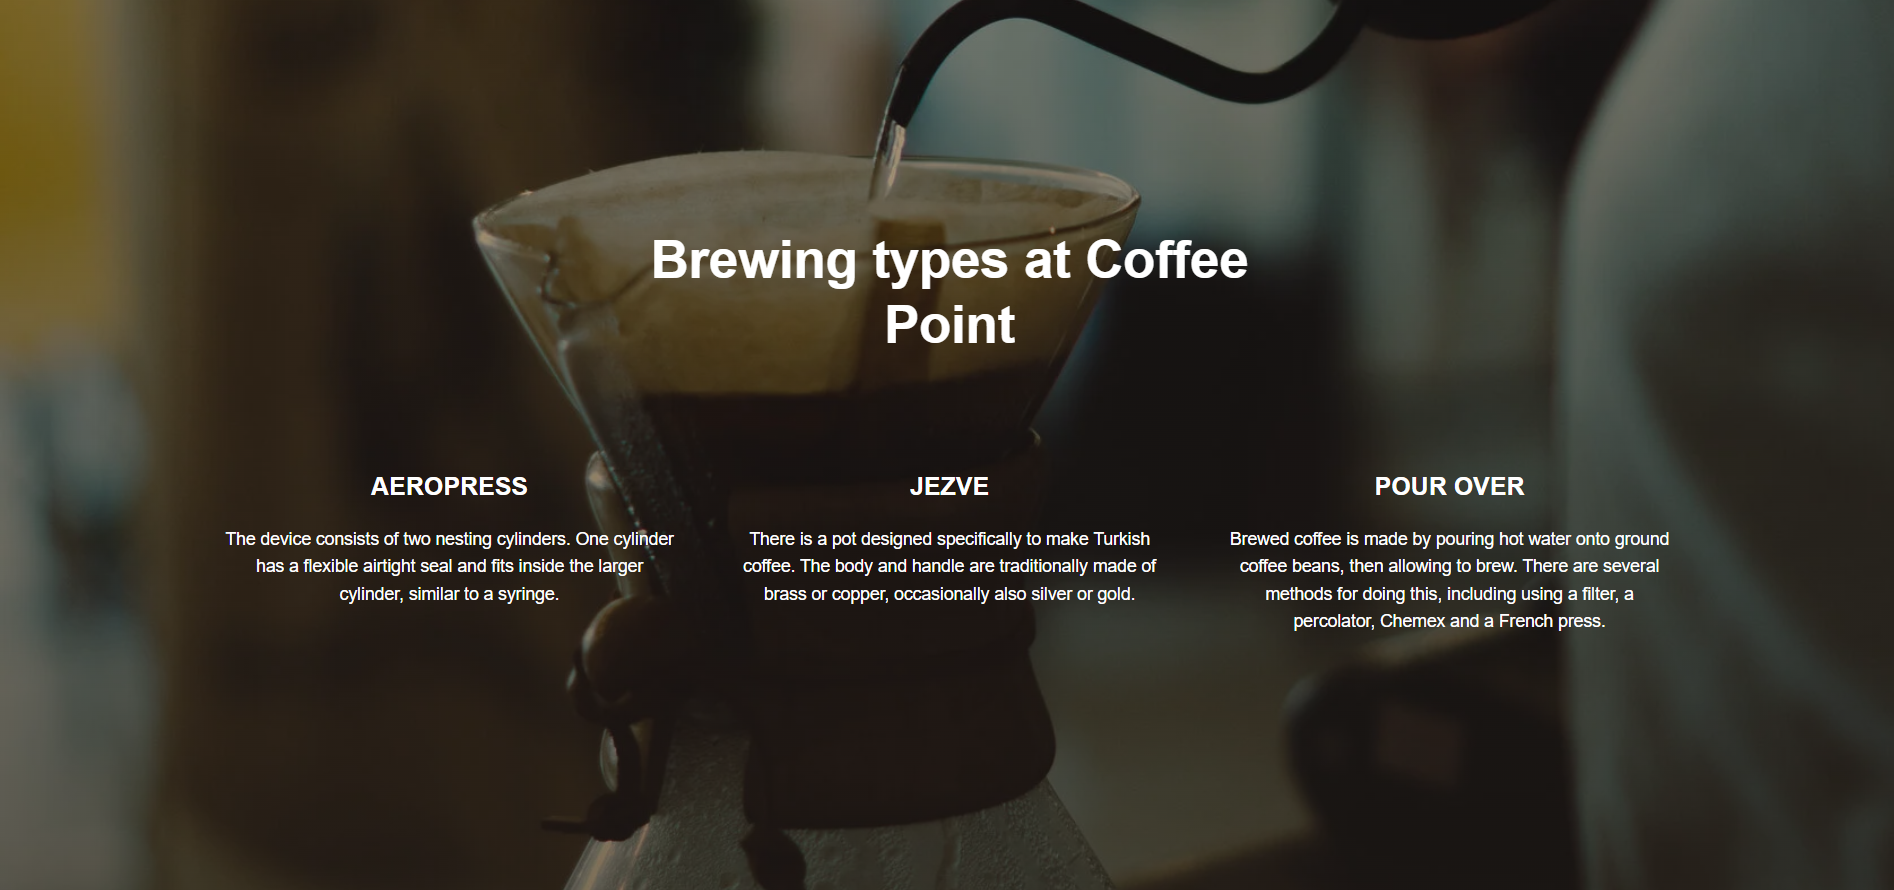 Brewing types at Coffee
Point
AEROPRESS
The device consists of two nesting cylinders. One cylinder
has a flexible airtight seal and fits inside the larger
cylinder, similar to a syringe.
JEZVE
There is a pot designed specifically to make Turkish
coffee. The body and handle are traditionally made of
brass or copper, occasionally also silver or gold.
POUR OVER
Brewed coffee is made by pouring hot water onto ground
coffee beans, then allowing to brew. There are several
methods for doing this, including using a filter, a
percolator, Chemex and a French press.